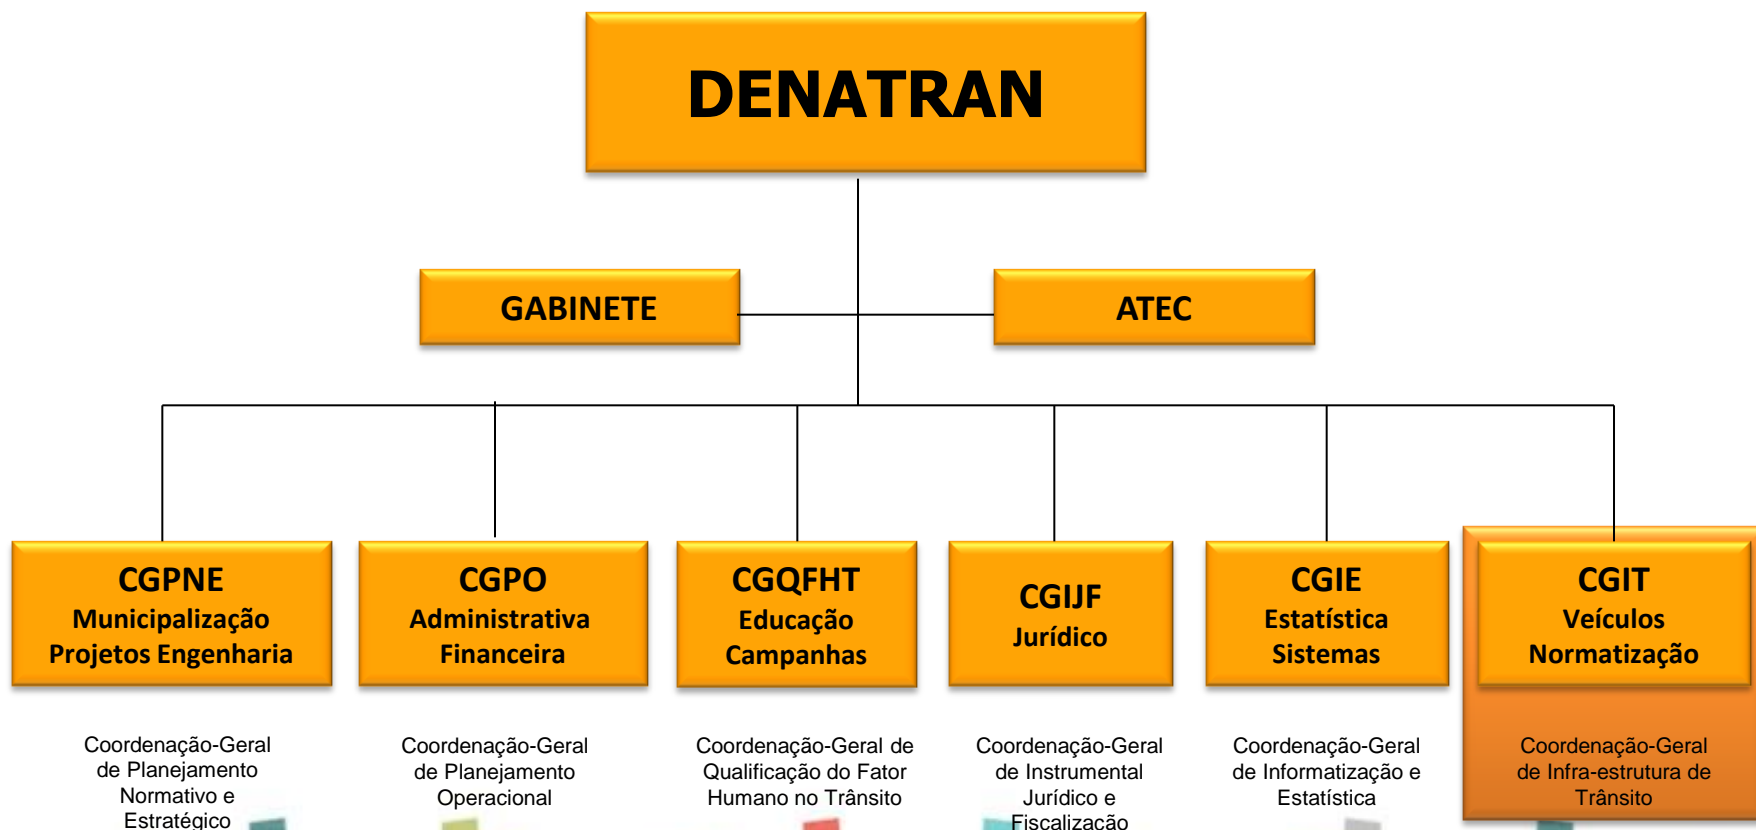 DENATRAN
GABINETE
ATEC
CGPNE
Municipalização
Projetos Engenharia
CGPO
Administrativa
Financeira
CGQFHT
Educação
Campanhas
CGIJF
Jurídico
CGIE
Estatística
Sistemas
CGIT
Veículos
Normatização
Coordenação-Geral
de Planejamento
Normativo e
Estratégico
Coordenação-Geral
de Planejamento
Operacional
Coordenação-Geral de
Qualificação do Fator
Humano no Trânsito
Coordenação-Geral
de Instrumental
Jurídico e
Fiscalização
Coordenação-Geral
de Informatização e
Estatística
Coordenação-Geral
de Infra-estrutura de
Trânsito